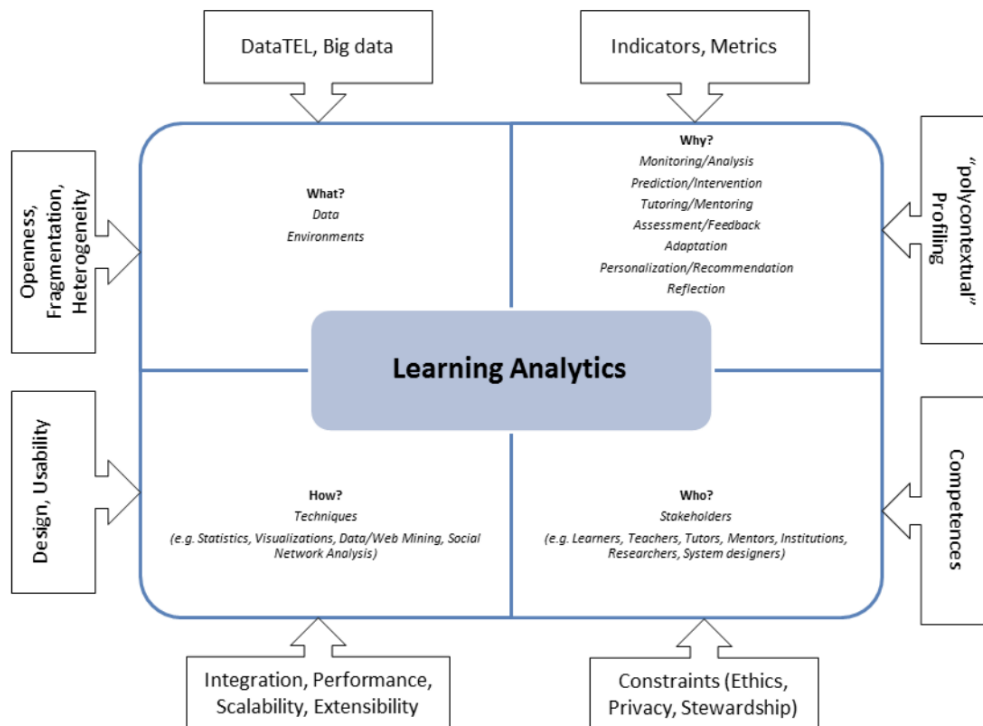 DataTEL, Big data
Indicators, Metrics
Openness,
Fragmentation,
Heterogeneity
What?
Data
Environments
Why?
Monitoring/Analysis
Prediction/Intervention
Tutoring/Mentoring
Assessment/Feedback
Adaptation
Personalization/Recommendation
Reflection
“polycontextual”
Profiling
Learning Analytics
Design, Usability
How?
Techniques
(e.g. Statistics, Visualizations, Data/Web Mining, Social
Network Analysis)
Who?
Stakeholders
(e.g. Learners, Teachers, Tutors, Mentors, Institutions,
Researchers, System designers)
Competences
Integration, Performance,
Scalability, Extensibility
Constraints (Ethics,
Privacy, Stewardship)